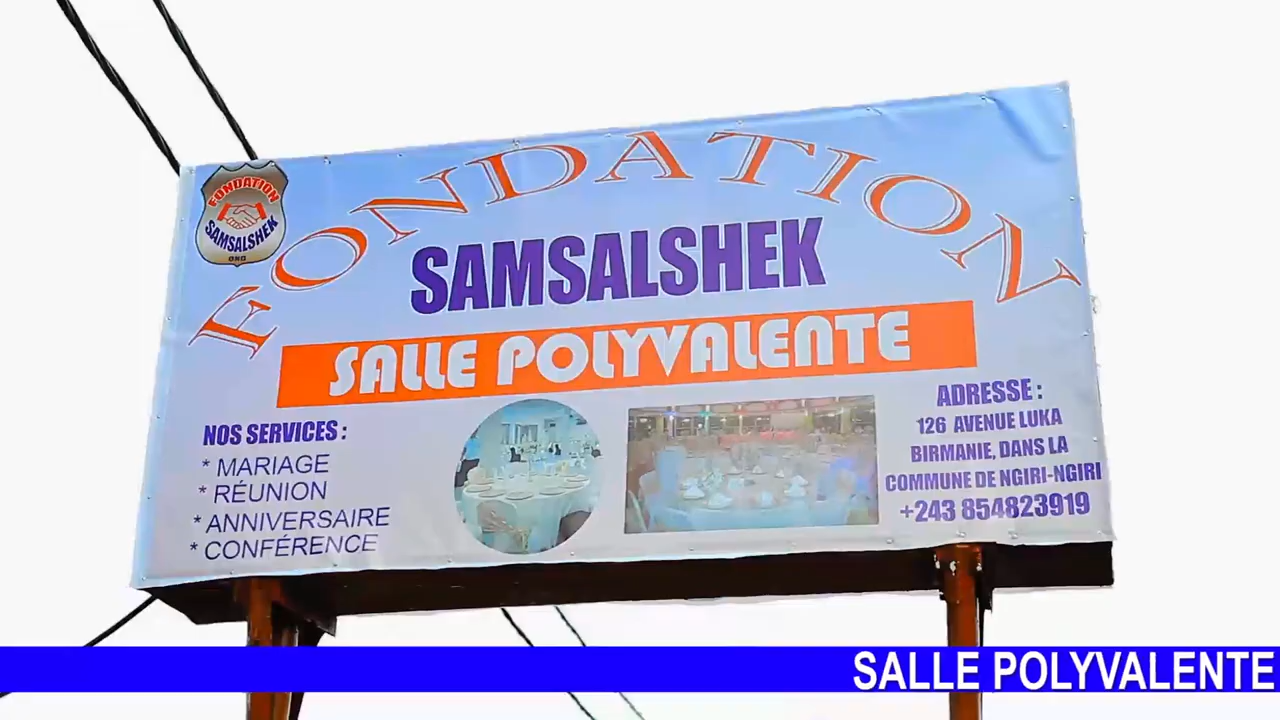 FONDATION
SAMSALSHEK
ONG
FONDATION
SAMSALSHEK
SALLE POLYVALENTE
NOS SERVICES :
* MARIAGE
* RÉUNION
* ANNIVERSAIRE
* CONFÉRENCE
ADRESSE :
126 AVENUE LUKA
BIRMANIE, DANS LA
COMMUNE DE NGIRI-NGIRI
+243 854823919
SALLE POLYVALENTE